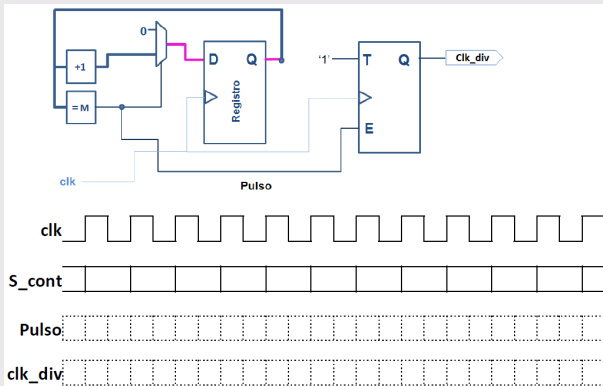 0
+1
= M
D Q
Registro
'1'
T Q
E
Clk_div
clk
Pulso
clk
S_cont
Pulso
clk_div